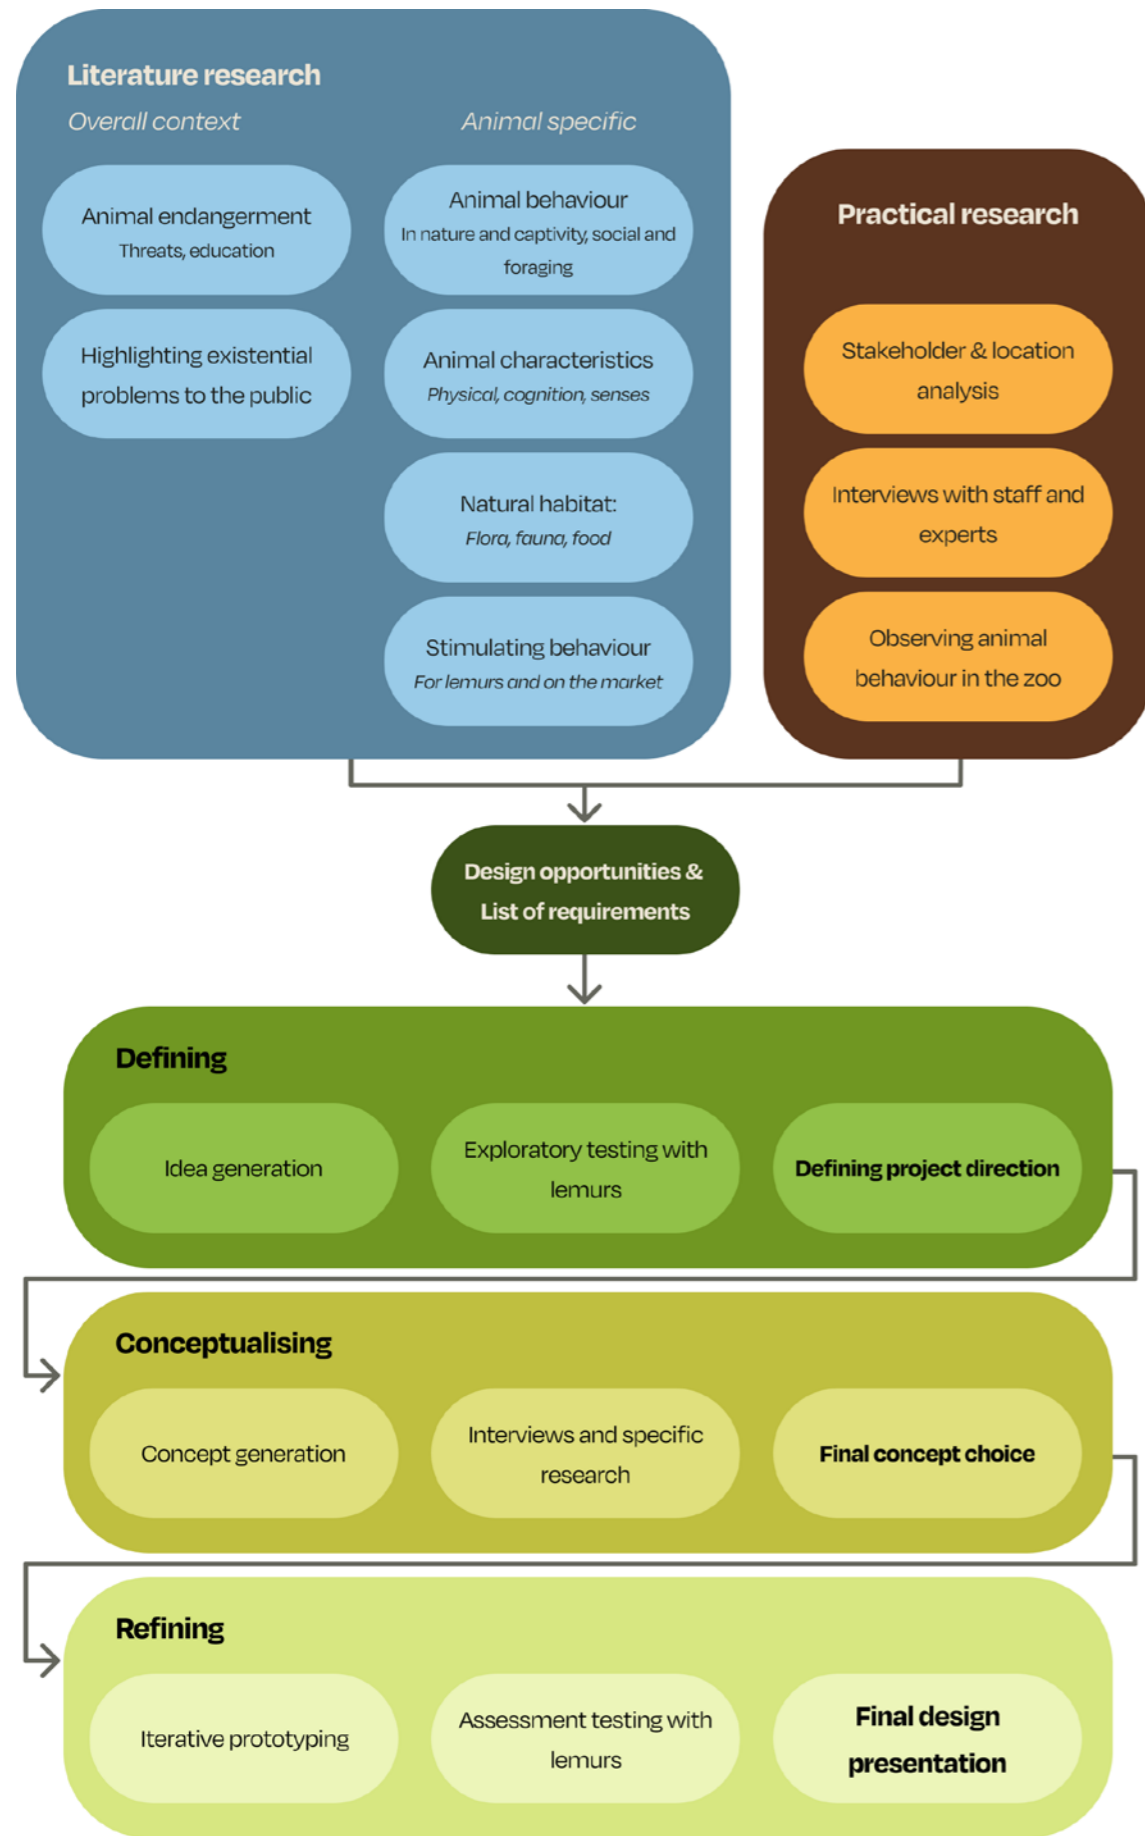 Literature research
Overall context
Animal endangerment
Threats, education
Highlighting existential
problems to the public
Animal specific
Animal behaviour
In nature and captivity, social and
foraging
Animal characteristics
Physical, cognition, senses
Natural habitat:
Flora, fauna, food
Stimulating behaviour
For lemurs and on the market
Practical research
Stakeholder & location
analysis
Interviews with staff and
experts
Observing animal
behaviour in the zoo
Design opportunities &
List of requirements
Defining
Idea generation
Exploratory testing with
lemurs
Defining project direction
Conceptualising
Concept generation
Interviews and specific
research
Final concept choice
Refining
Iterative prototyping
Assessment testing with
lemurs
Final design
presentation